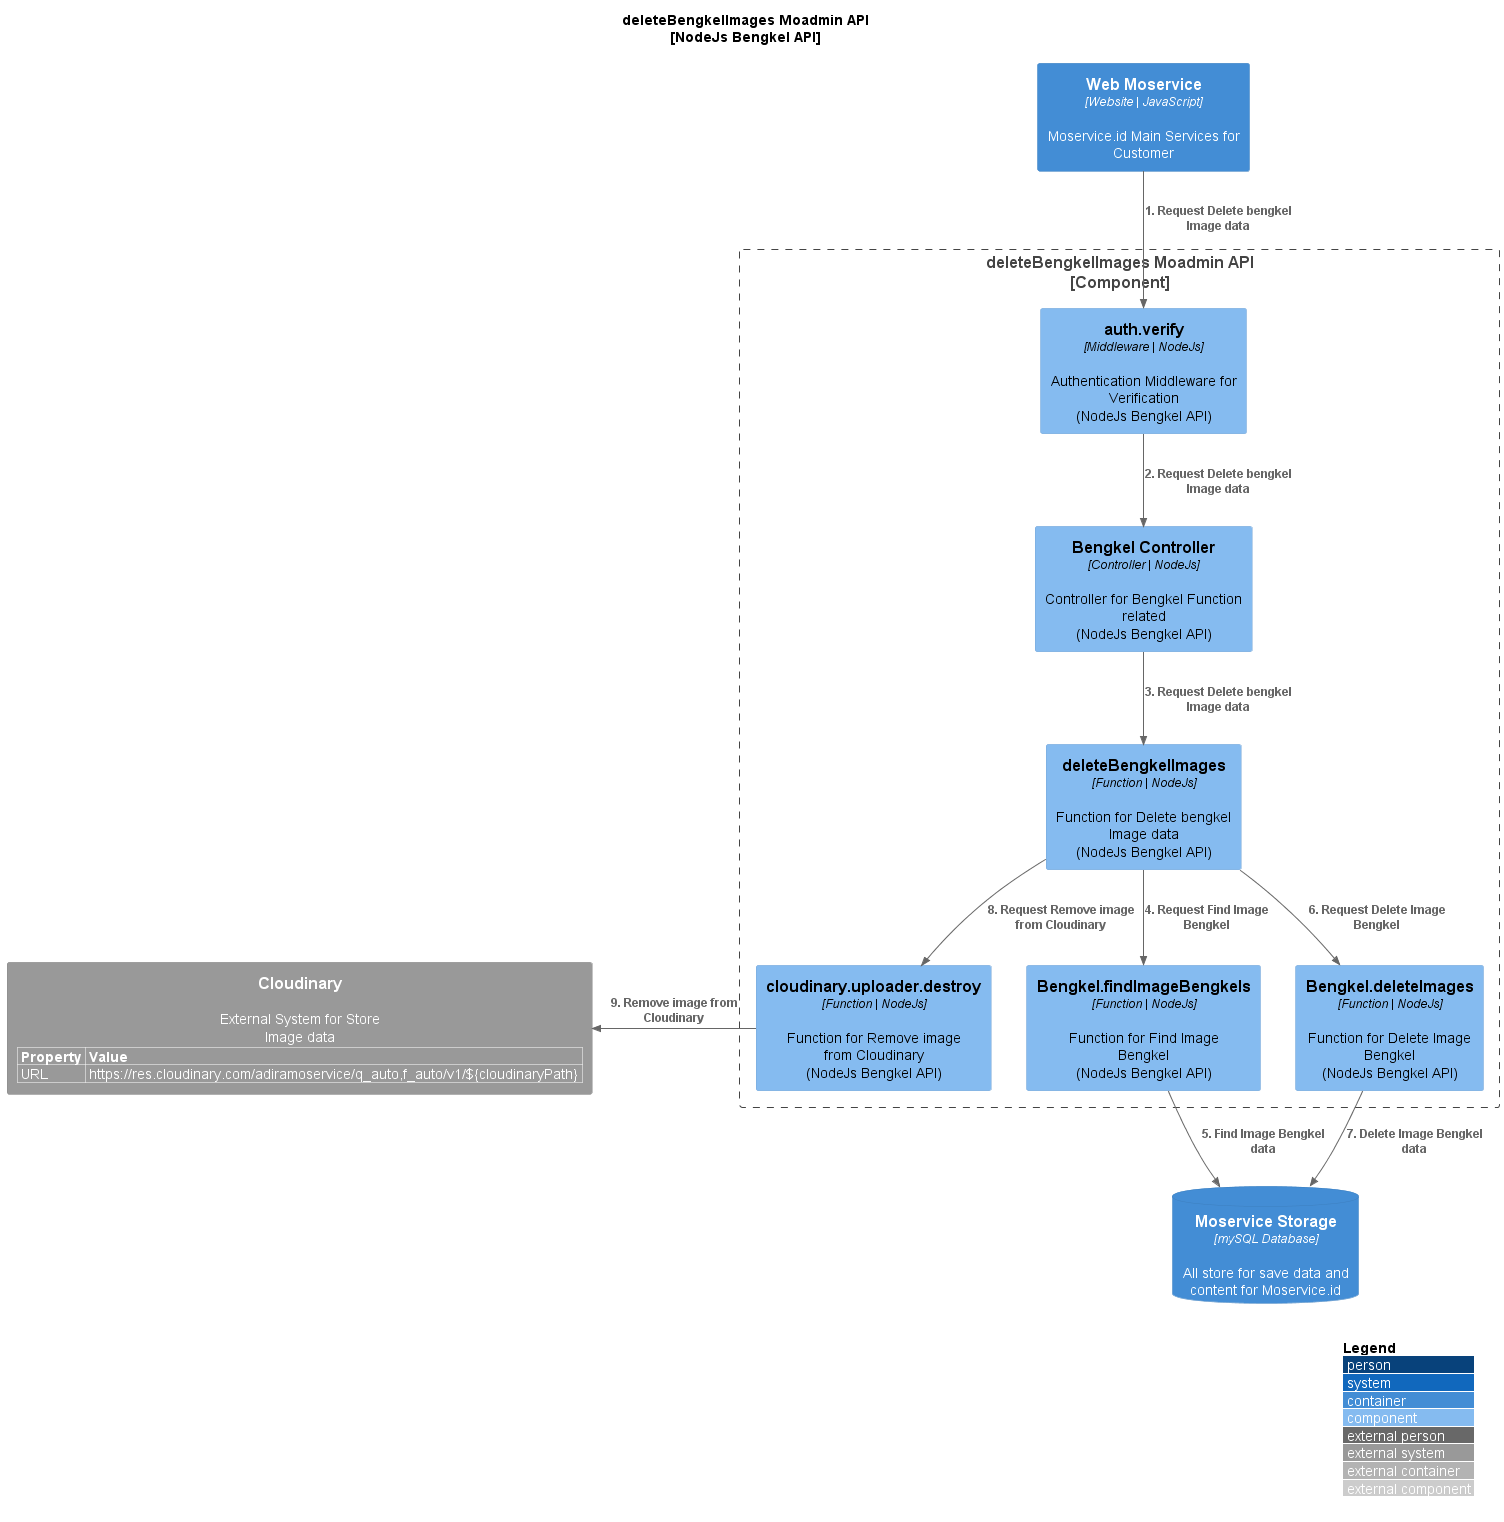 deleteBengkelImages Moadmin API
[NodeJs Bengkel API]
Web Moservice
[Website | JavaScript]
Moservice.id Main Services for
Customer
1. Request Delete bengkel
Image data
deleteBengkelImages Moadmin API
[Component]
auth.verify
[Middleware | NodeJs]
Authentication Middleware for
Verification
(NodeJs Bengkel API)
2. Request Delete bengkel
Image data
Bengkel Controller
[Controller | NodeJs]
Controller for Bengkel Function
related
(NodeJs Bengkel API)
3. Request Delete bengkel
Image data
deleteBengkelImages
[Function | NodeJs]
Function for Delete bengkel
Image data
(NodeJs Bengkel API)
8. Request Remove image
from Cloudinary
4. Request Find Image
Bengkel
6. Request Delete Image
Bengkel
Cloudinary
External System for Store
Image data
Property Value
URL https://res.cloudinary.com/adiramoservice/q_auto,f_auto/v1/${cloudinaryPath}
9. Remove image from
Cloudinary
cloudinary.uploader.destroy
[Function | NodeJs]
Function for Remove image
from Cloudinary
(NodeJs Bengkel API)
Bengkel.findImageBengkels
[Function | NodeJs]
Function for Find Image
Bengkel
(NodeJs Bengkel API)
Bengkel.deleteImages
[Function | NodeJs]
Function for Delete Image
Bengkel
(NodeJs Bengkel API)
5. Find Image Bengkel
data
7. Delete Image Bengkel
data
Moservice Storage
[mySQL Database]
All store for save data and
content for Moservice.id
Legend
person
system
container
component
external person
external system
external container
external component